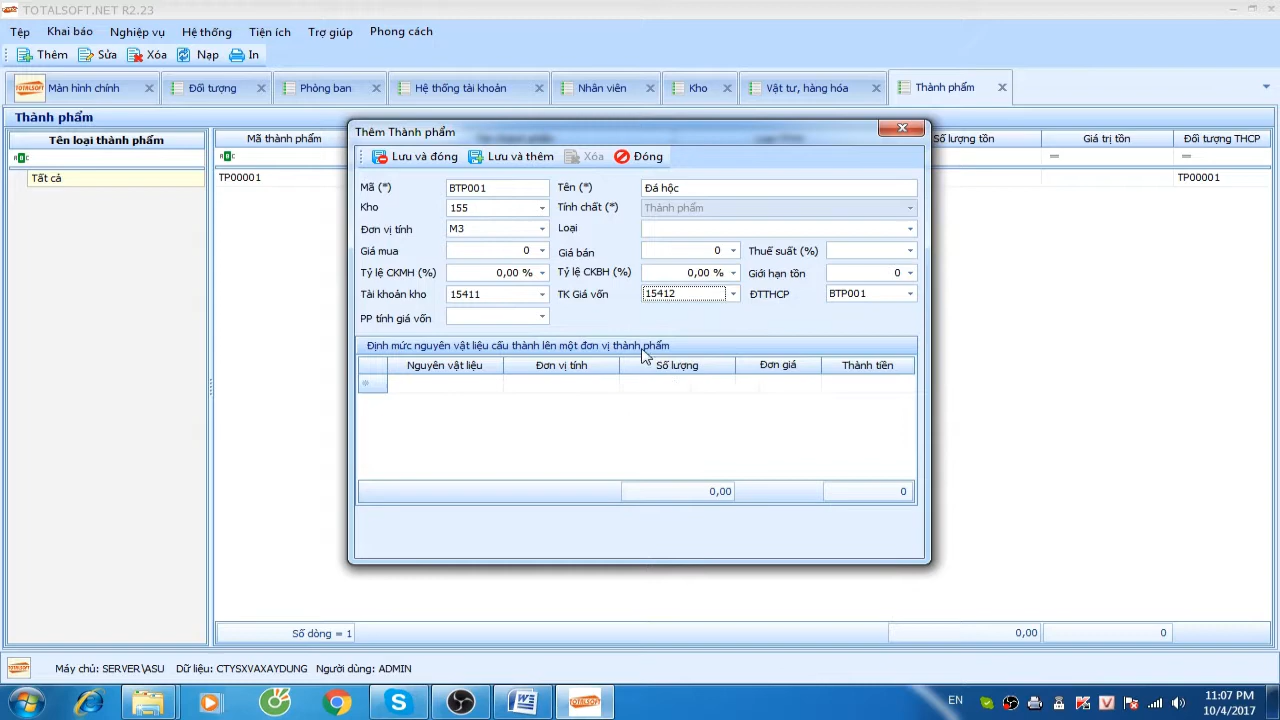 TOTALSOFT.NET R2.23
Tệp Khai báo Nghiệp vụ Hệ thống Tiện ích Trợ giúp Phong cách
Thêm Sửa Xóa Nạp In
TOTALSOFT Màn hình chính Đối tượng Phòng ban Hệ thống tài khoản Nhân viên Kho Vật tư, hàng hóa Thành phẩm
Thành phẩm
Tên loại thành phẩm Mã thành phẩm Số lượng tồn Giá trị tồn Đối tượng THCP
Tất cả TP00001 TP00001
Thêm Thành phẩm
Lưu và đóng Lưu và thêm Xóa Đóng
Mã (*) BTP001 Tên (*) Đá hộc
Kho 155 Tính chất (*) Thành phẩm
Đơn vị tính M3 Loại
Giá mua 0 Giá bán 0 Thuế suất (%)
Tỷ lệ CKMH (%) 0,00 % Tỷ lệ CKBH (%) 0,00 % Giới hạn tồn 0
Tài khoản kho 15411 TK Giá vốn 15412 ĐTTHCP BTP001
PP tính giá vốn
Định mức nguyên vật liệu cấu thành lên một đơn vị thành phẩm
Nguyên vật liệu Đơn vị tính Số lượng Đơn giá Thành tiền
0,00 0
Số dòng = 1 0,00 0
Máy chủ: SERVER\ASU Dữ liệu: CTYSXVAXAYDUNG Người dùng: ADMIN
EN 11:07 PM
10/4/2017